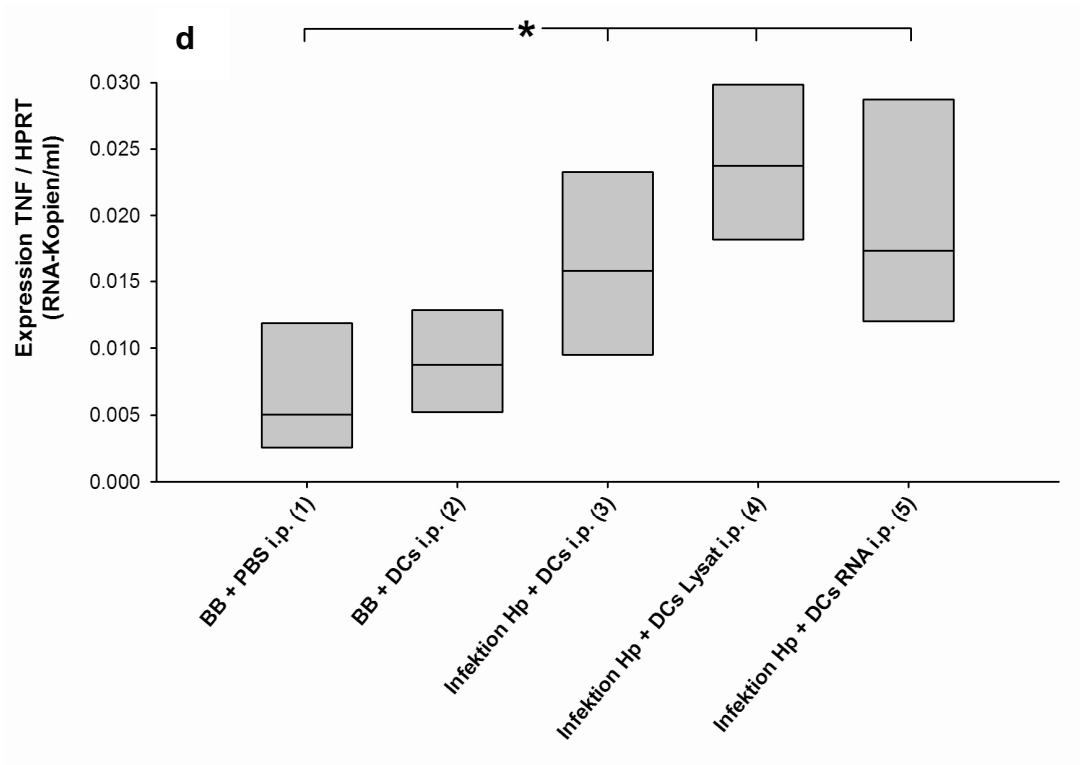 d
*
Expression TNF / HPRT
(RNA-Kopien/ml)
0.030
0.025
0.020
0.015
0.010
0.005
0.000
BB + PBS i.p. (1)
BB + DCs i.p. (2)
Infektion Hp + DCs i.p. (3)
Infektion Hp + DCs Lysat i.p. (4)
Infektion Hp + DCs RNA i.p. (5)